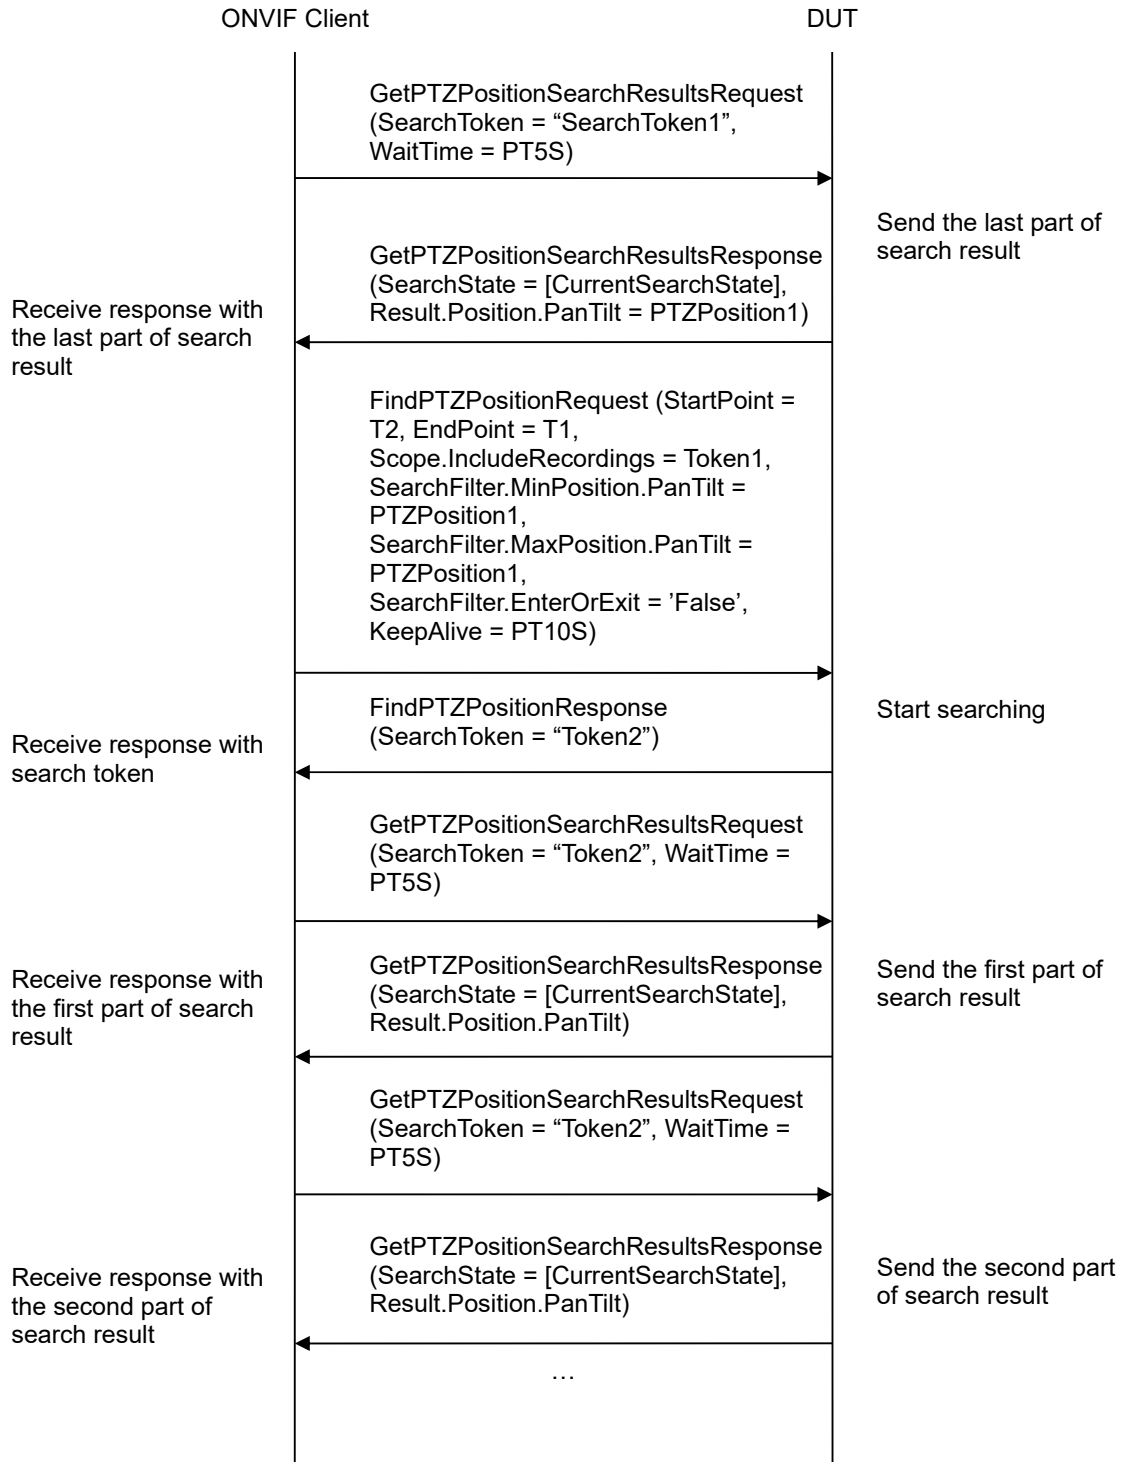 ONVIF Client
DUT
GetPTZPositionSearchResultsRequest
(SearchToken = “SearchToken1”,
WaitTime = PT5S)
Send the last part of
search result
GetPTZPositionSearchResultsResponse
(SearchState = [CurrentSearchState],
Result.Position.PanTilt = PTZPosition1)
Receive response with
the last part of search
result
FindPTZPositionRequest (StartPoint =
T2, EndPoint = T1,
Scope.IncludeRecordings = Token1,
SearchFilter.MinPosition.PanTilt =
PTZPosition1,
SearchFilter.MaxPosition.PanTilt =
PTZPosition1,
SearchFilter.EnterOrExit = ’False’,
KeepAlive = PT10S)
Start searching
FindPTZPositionResponse
(SearchToken = “Token2”)
Receive response with
search token
GetPTZPositionSearchResultsRequest
(SearchToken = “Token2”, WaitTime =
PT5S)
Send the first part of
search result
GetPTZPositionSearchResultsResponse
(SearchState = [CurrentSearchState],
Result.Position.PanTilt)
Receive response with
the first part of search
result
GetPTZPositionSearchResultsRequest
(SearchToken = “Token2”, WaitTime =
PT5S)
Send the second part
of search result
GetPTZPositionSearchResultsResponse
(SearchState = [CurrentSearchState],
Result.Position.PanTilt)
Receive response with
the second part of
search result
…